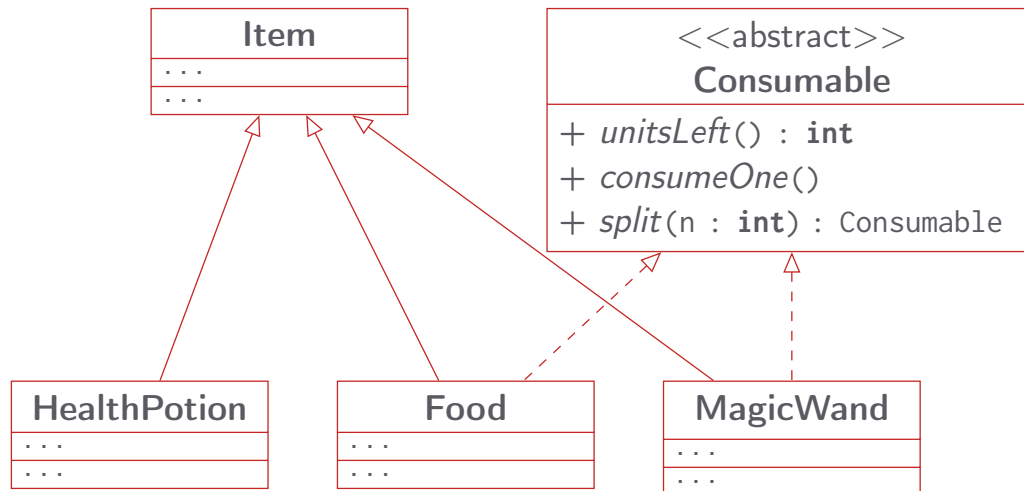 Item
...
...
<<abstract>>
Consumable
+ unitsLeft() : int
+ consumeOne()
+ split(n : int) : Consumable
HealthPotion
...
...
Food
...
...
MagicWand
...
...